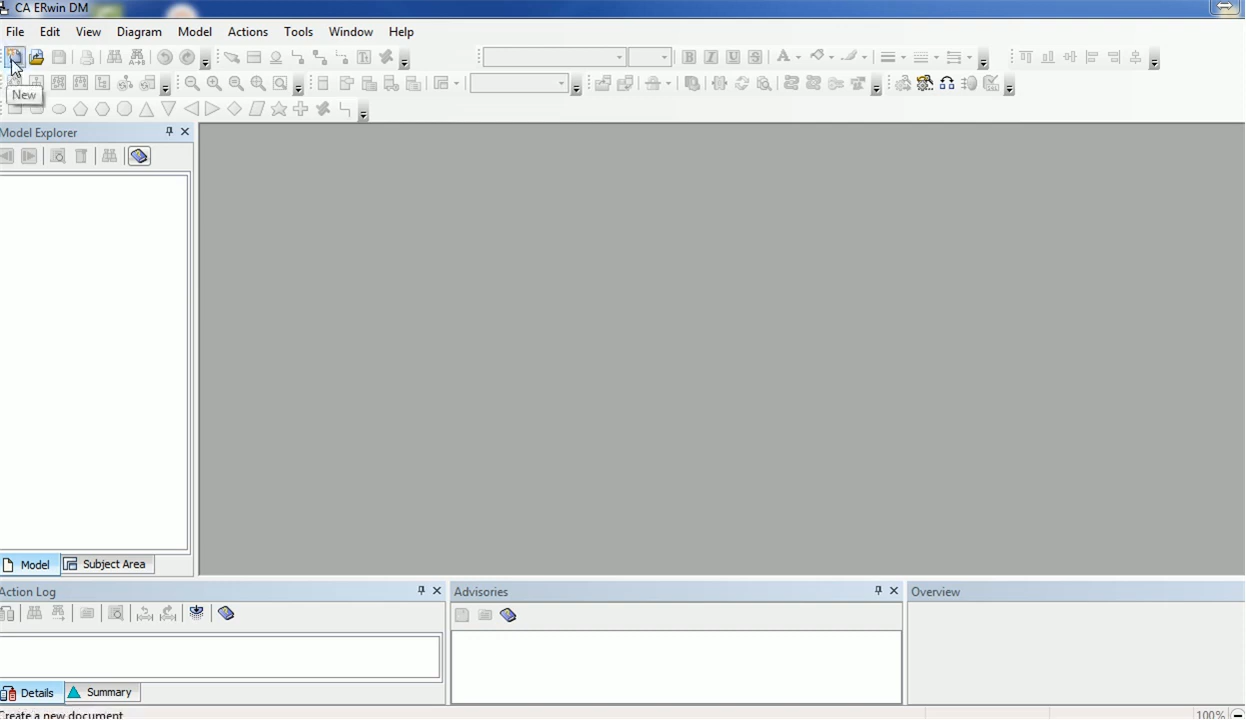 CA ERwin DM
File Edit View Diagram Model Actions Tools Window Help
New
Model Explorer
Model Subject Area
Action Log Advisories Overview
Details Summary
Create a new document 100%